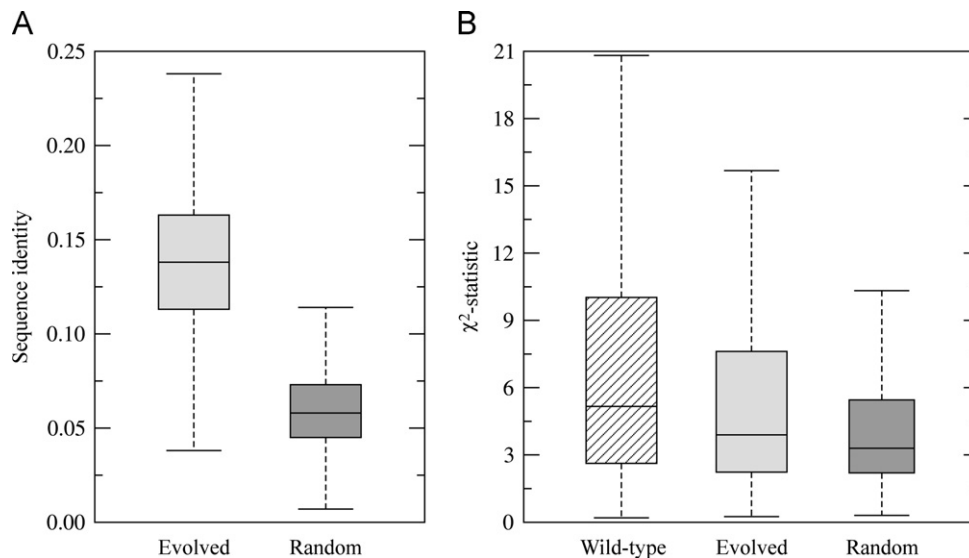 A
0.25
0.20
0.15
0.10
0.05
0.00
Sequence identity
Evolved Random
B
21
18
15
12
9
6
3
0
χ²-statistic
Wild-type Evolved Random